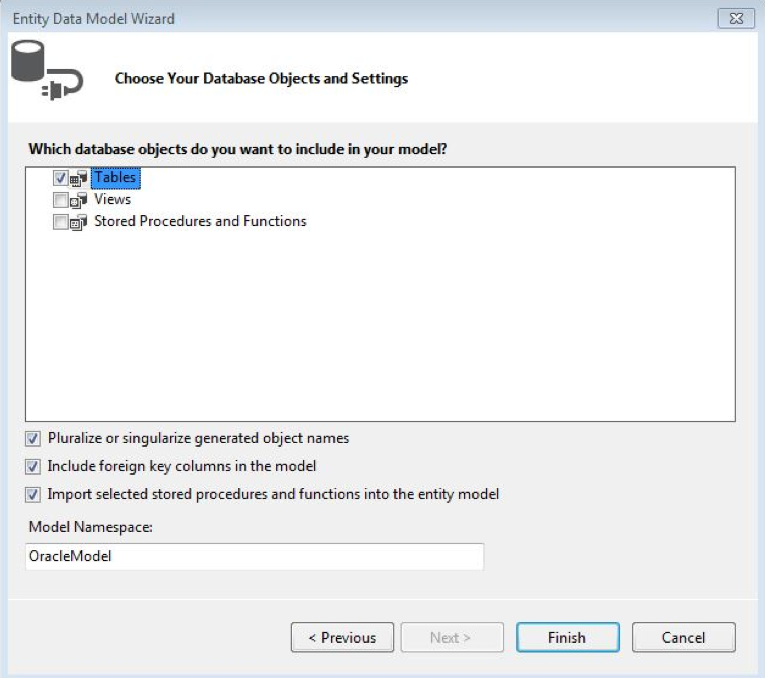 Entity Data Model Wizard
Choose Your Database Objects and Settings
Which database objects do you want to include in your model?
Tables
Views
Stored Procedures and Functions
Pluralize or singularize generated object names
Include foreign key columns in the model
Import selected stored procedures and functions into the entity model
Model Namespace:
OracleModel
< Previous Next > Finish Cancel